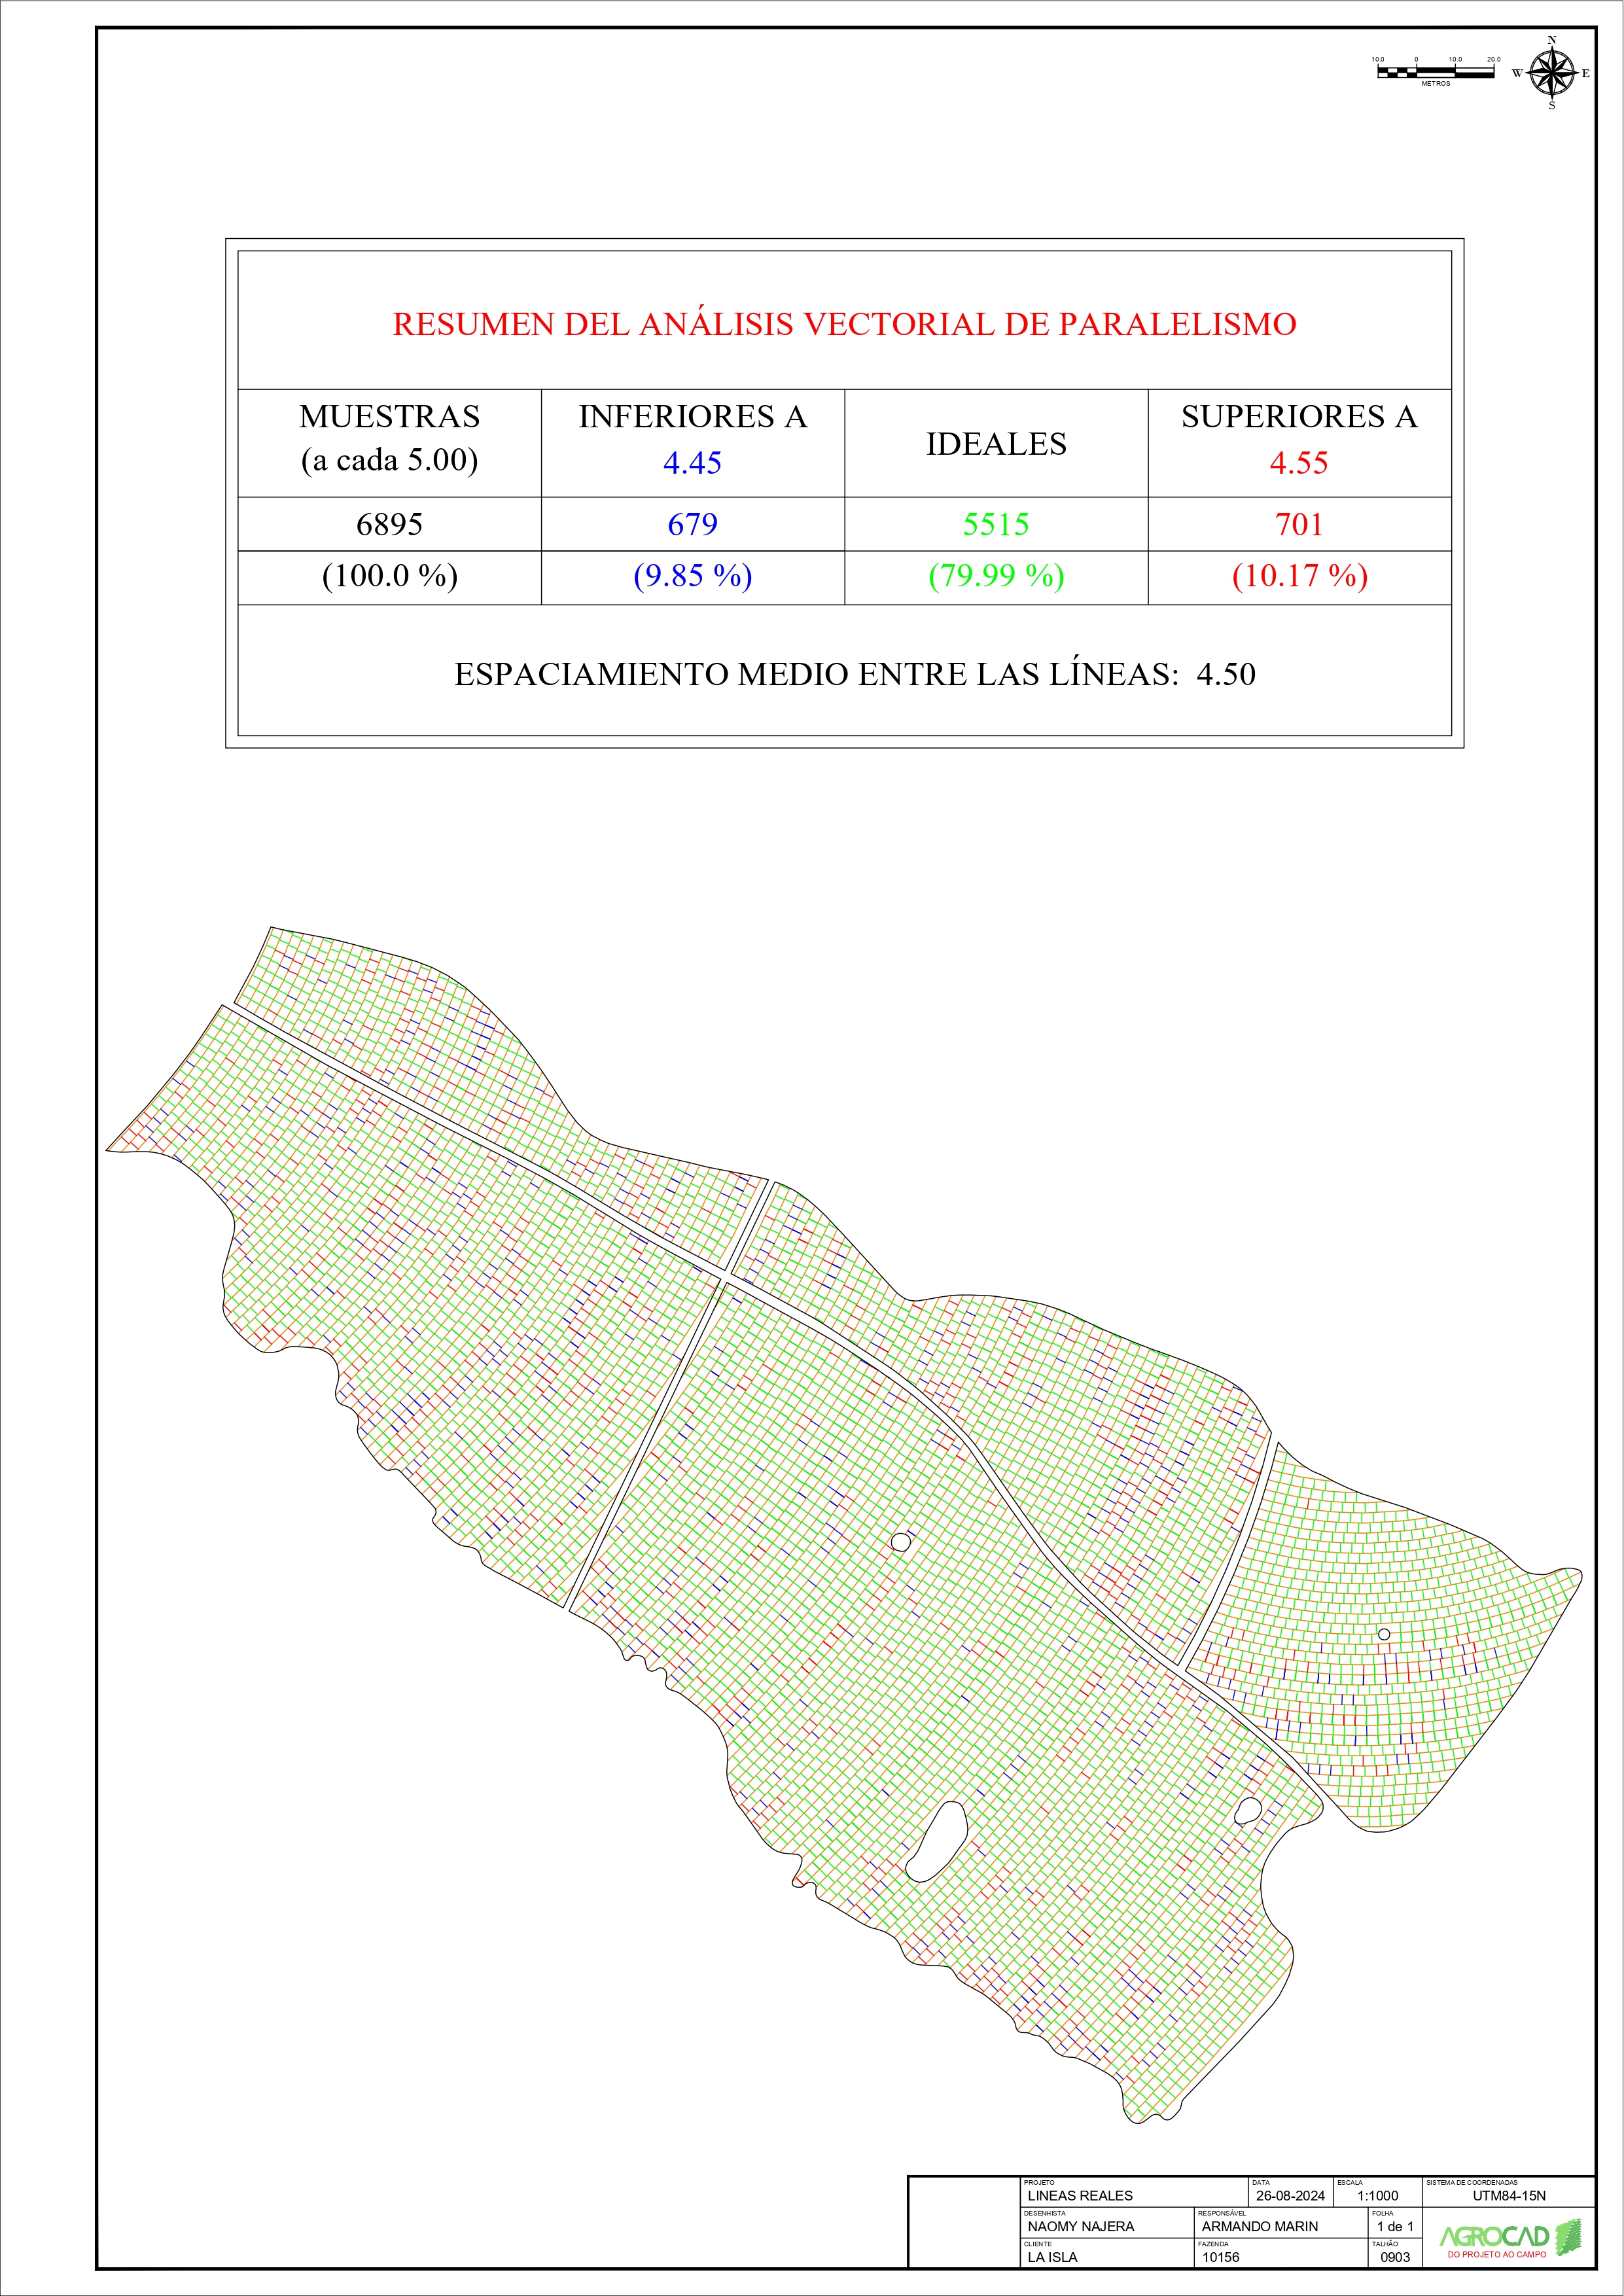 N
10.0 0 10.0 20.0
W E
METROS
S
RESUMEN DEL ANÁLISIS VECTORIAL DE PARALELISMO
MUESTRAS
(a cada 5.00)
INFERIORES A
4.45
IDEALES
SUPERIORES A
4.55
6895 679 5515 701
(100.0 %) (9.85 %) (79.99 %) (10.17 %)
ESPACIAMIENTO MEDIO ENTRE LAS LÍNEAS: 4.50
PROJETO
LINEAS REALES
DATA
26-08-2024
ESCALA
1:1000
SISTEMA DE COORDENADAS
UTM84-15N
DESENHISTA
NAOMY NAJERA
RESPONSÁVEL
ARMANDO MARIN
FOLHA
1 de 1
CLIENTE
LA ISLA
FAZENDA
10156
TALHÃO
0903
AGROCAD
DO PROJETO AO CAMPO